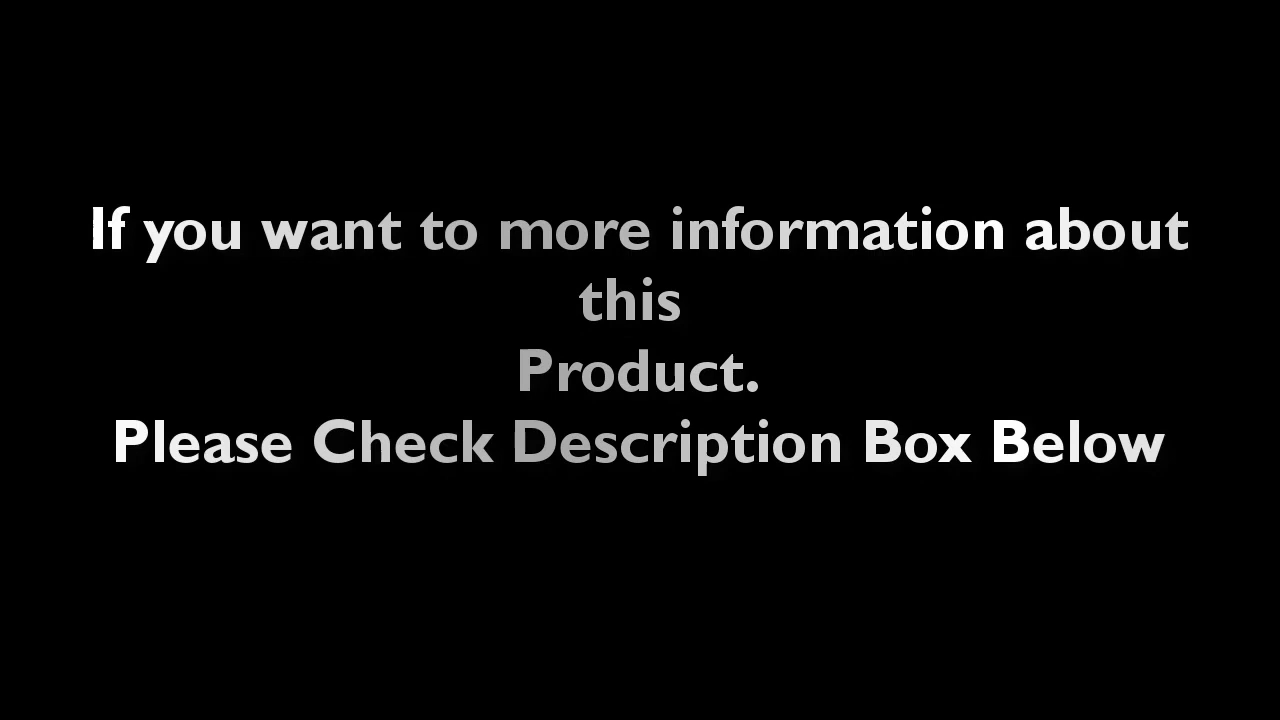 If you want to more information about
this
Product.
Please Check Description Box Below